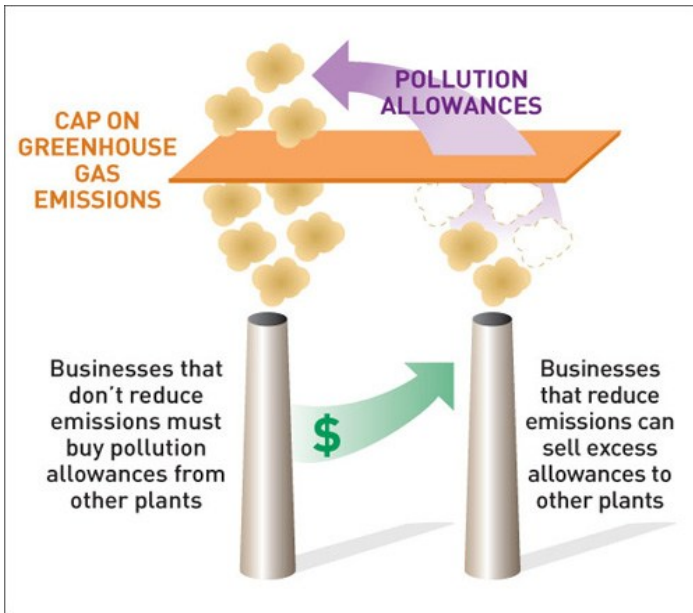 POLLUTION
ALLOWANCES
CAP ON
GREENHOUSE
GAS
EMISSIONS
Businesses that
don't reduce
emissions must
buy pollution
allowances from
other plants
$
Businesses
that reduce
emissions can
sell excess
allowances to
other plants